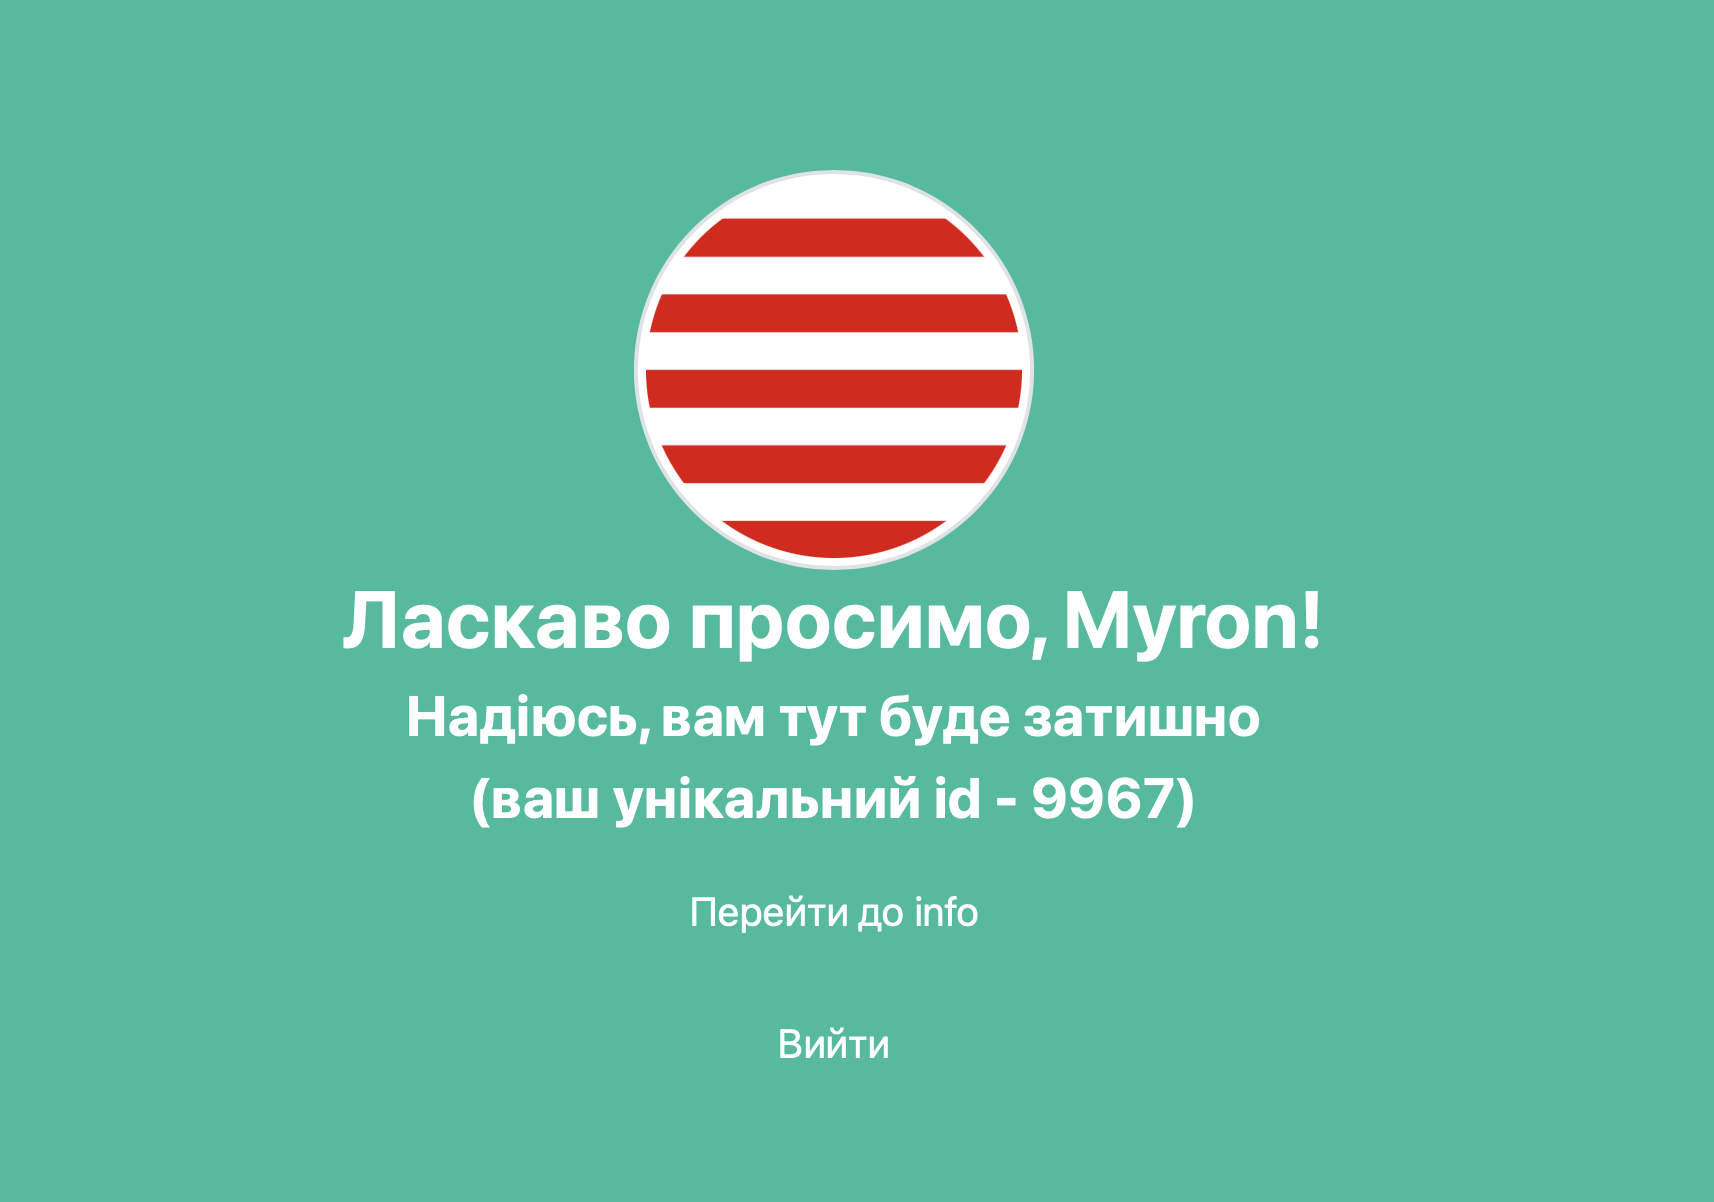 Ласкаво просимо, Myron!
Надіюсь, вам тут буде затишно
(ваш унікальний id - 9967)
Перейти до info
Вийти